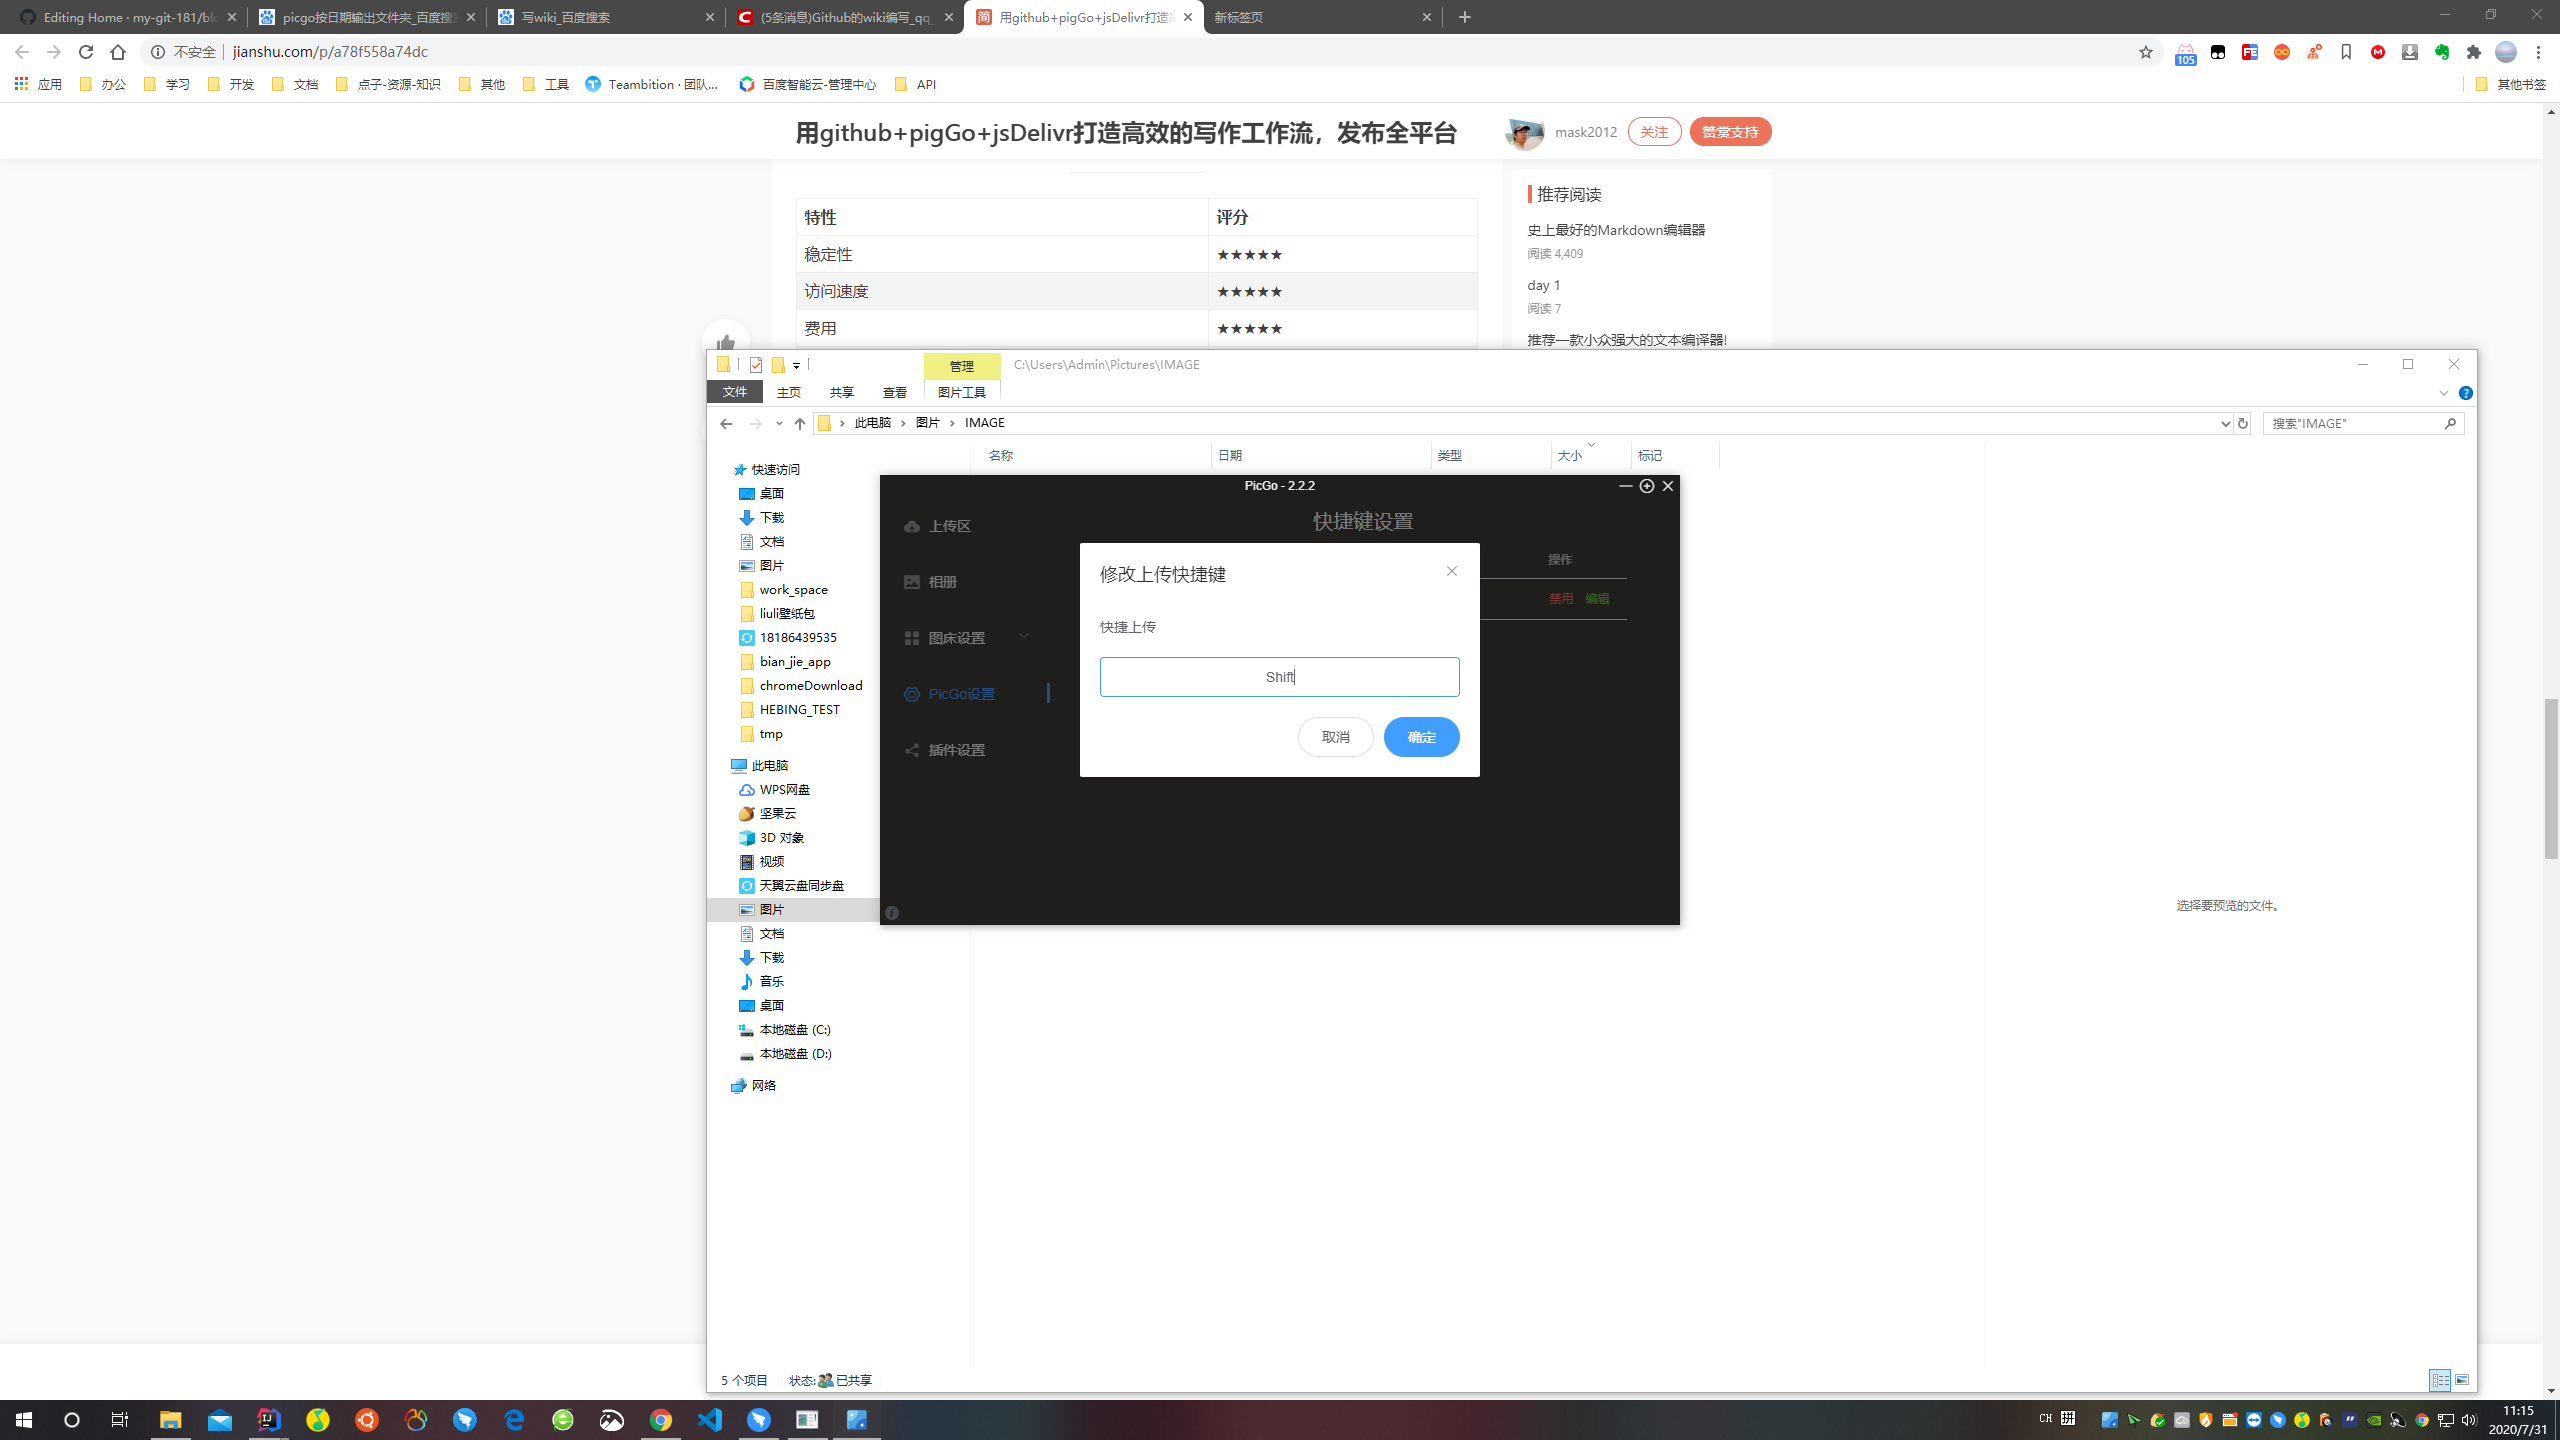 Editing Home · my-git-181/blo
picgo按日期输出文件夹_百度搜索
写wiki_百度搜索
(5条消息)Github的wiki编写_qq_
用github+pigGo+jsDelivr打造高
新标签页
不安全
jianshu.com/p/a78f558a74dc
105
应用
办公
学习
开发
文档
点子-资源-知识
其他
工具
Teambition · 团队...
百度智能云-管理中心
API
其他书签
用github+pigGo+jsDelivr打造高效的写作工作流，发布全平台
mask2012
关注
赞赏支持
特性 评分
稳定性 ★★★★★
访问速度 ★★★★★
费用 ★★★★★
推荐阅读
史上最好的Markdown编辑器
阅读 4,409
day 1
阅读 7
推荐一款小众强大的文本编译器!
管理
C:\Users\Admin\Pictures\IMAGE
文件
主页
共享
查看
图片工具
此电脑 › 图片 › IMAGE
搜索"IMAGE"
名称
日期
类型
大小
标记
快速访问
桌面
下载
文档
图片
work_space
liuli壁纸包
18186439535
bian_jie_app
chromeDownload
HEBING_TEST
tmp
此电脑
WPS网盘
坚果云
3D 对象
视频
天翼云盘同步盘
图片
文档
下载
音乐
桌面
本地磁盘 (C:)
本地磁盘 (D:)
网络
PicGo - 2.2.2
上传区
相册
图床设置
PicGo设置
插件设置
快捷键设置
操作
禁用 编辑
修改上传快捷键
快捷上传
Shift
取消
确定
选择要预览的文件。
5 个项目
状态: 已共享
CH 拼
11:15
2020/7/31